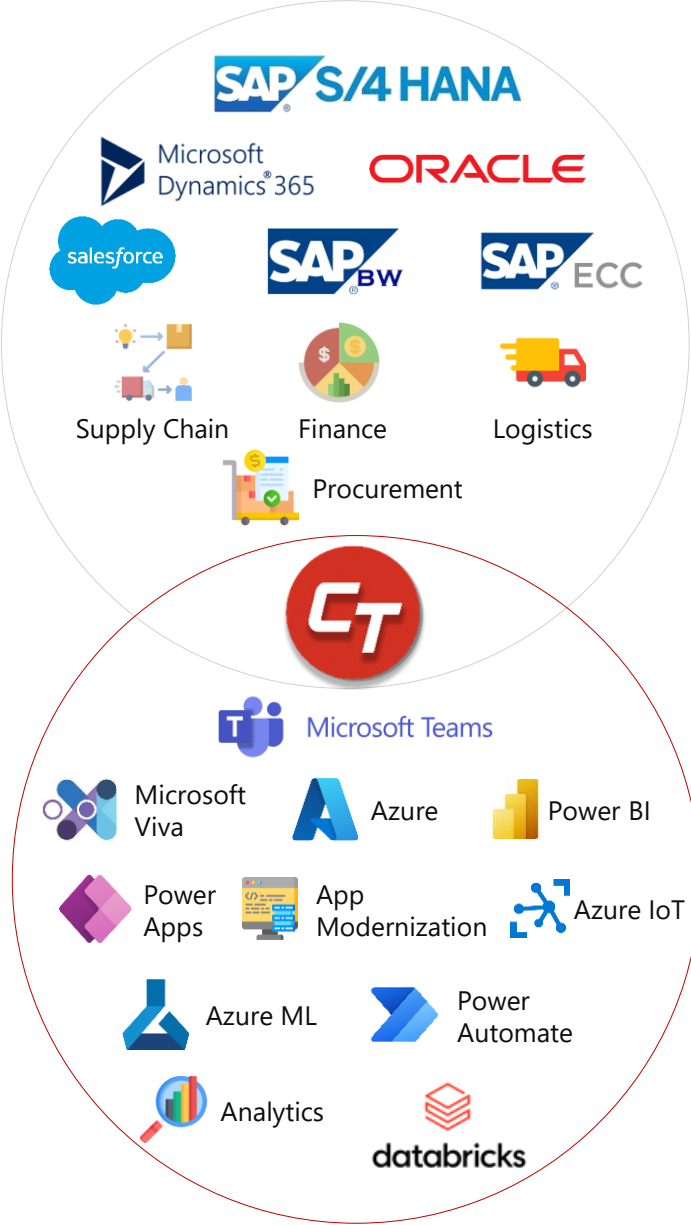 SAP S/4 HANA
Microsoft
Dynamics 365
ORACLE
salesforce
SAP BW
SAP ECC
Supply Chain
Finance
Logistics
Procurement
CT
Microsoft Teams
Microsoft
Viva
Azure
Power BI
Power
Apps
App
Modernization
Azure IoT
Azure ML
Power
Automate
Analytics
databricks